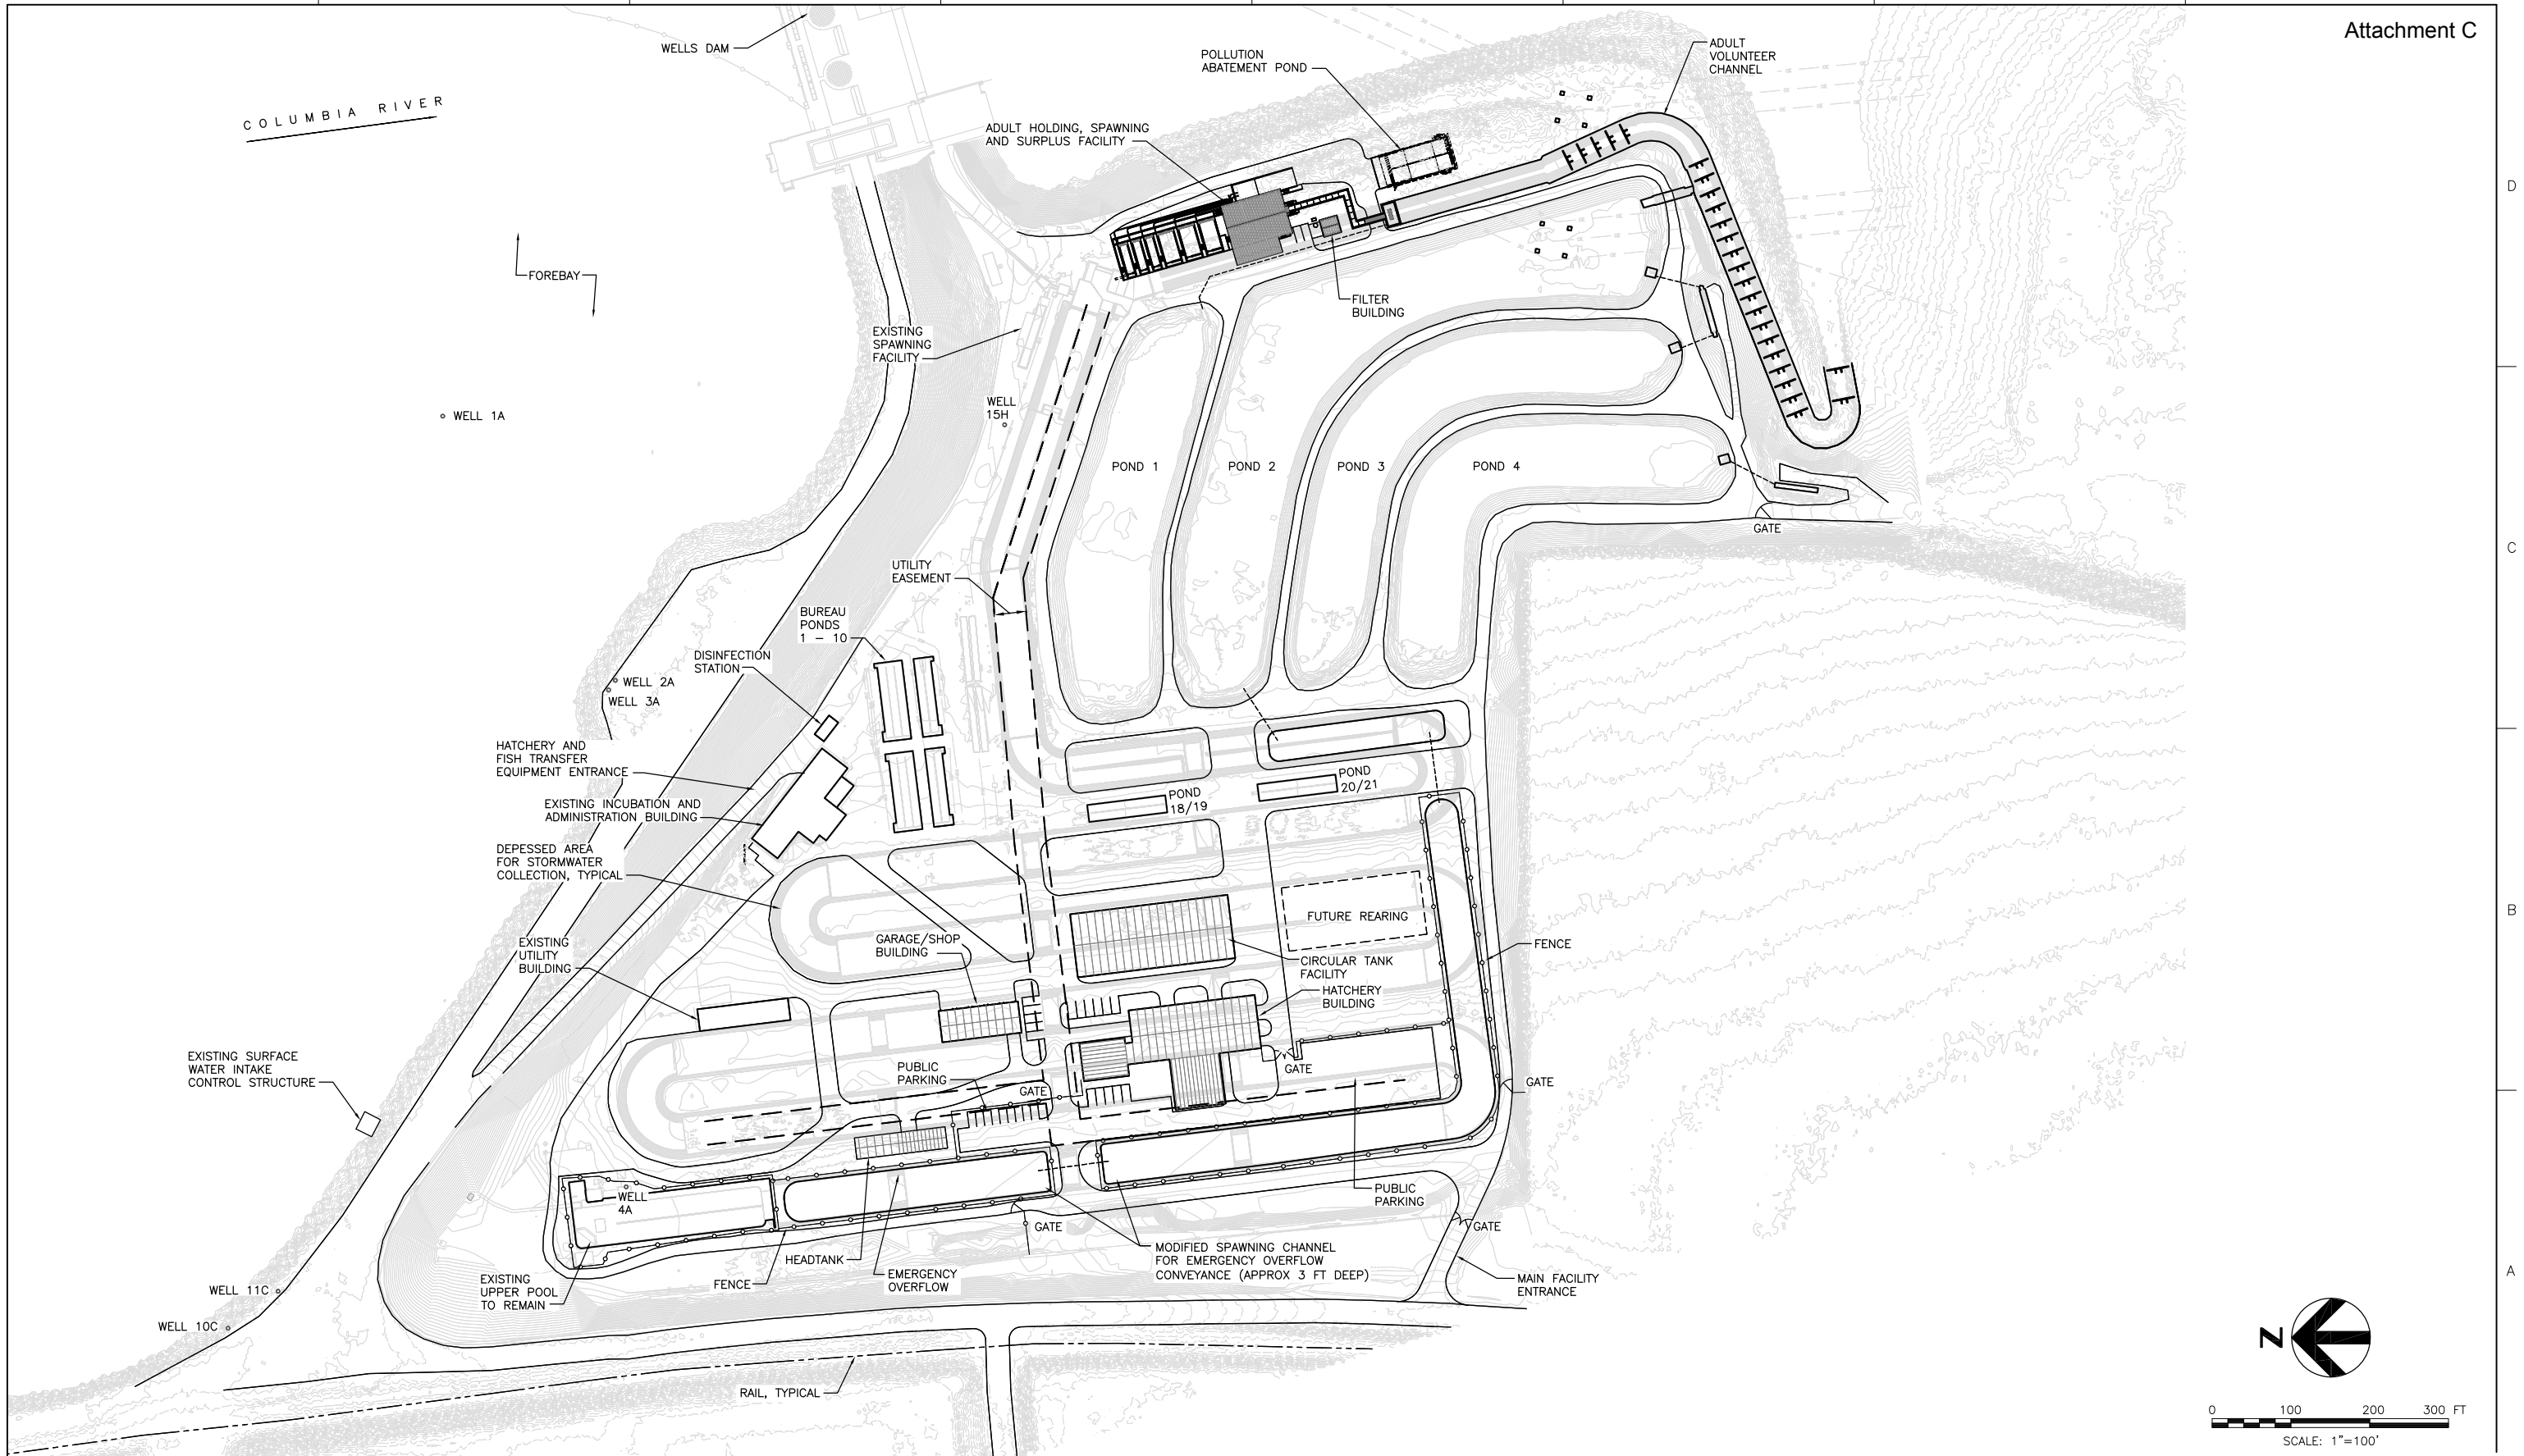 Attachment C
WELLS DAM
POLLUTION
ABATEMENT POND
ADULT
VOLUNTEER
CHANNEL
COLUMBIA RIVER
ADULT HOLDING, SPAWNING
AND SURPLUS FACILITY
D
FOREBAY
FILTER
BUILDING
EXISTING
SPAWNING
FACILITY
WELL 1A
WELL
15H
POND 1
POND 2
POND 3
POND 4
GATE
C
UTILITY
EASEMENT
BUREAU
PONDS
1 - 10
DISINFECTION
STATION
WELL 2A
WELL 3A
HATCHERY AND
FISH TRANSFER
EQUIPMENT ENTRANCE
POND
18/19
POND
20/21
EXISTING INCUBATION AND
ADMINISTRATION BUILDING
DEPESSED AREA
FOR STORMWATER
COLLECTION, TYPICAL
B
FUTURE REARING
GARAGE/SHOP
BUILDING
EXISTING
UTILITY
BUILDING
FENCE
CIRCULAR TANK
FACILITY
HATCHERY
BUILDING
EXISTING SURFACE
WATER INTAKE
CONTROL STRUCTURE
PUBLIC
PARKING
GATE
GATE
GATE
WELL
4A
PUBLIC
PARKING
GATE
GATE
HEADTANK
MODIFIED SPAWNING CHANNEL
FOR EMERGENCY OVERFLOW
CONVEYANCE (APPROX 3 FT DEEP)
EXISTING
UPPER POOL
TO REMAIN
FENCE
EMERGENCY
OVERFLOW
MAIN FACILITY
ENTRANCE
A
WELL 11C
WELL 10C
RAIL, TYPICAL
N
0 100 200 300 FT
SCALE: 1"=100'